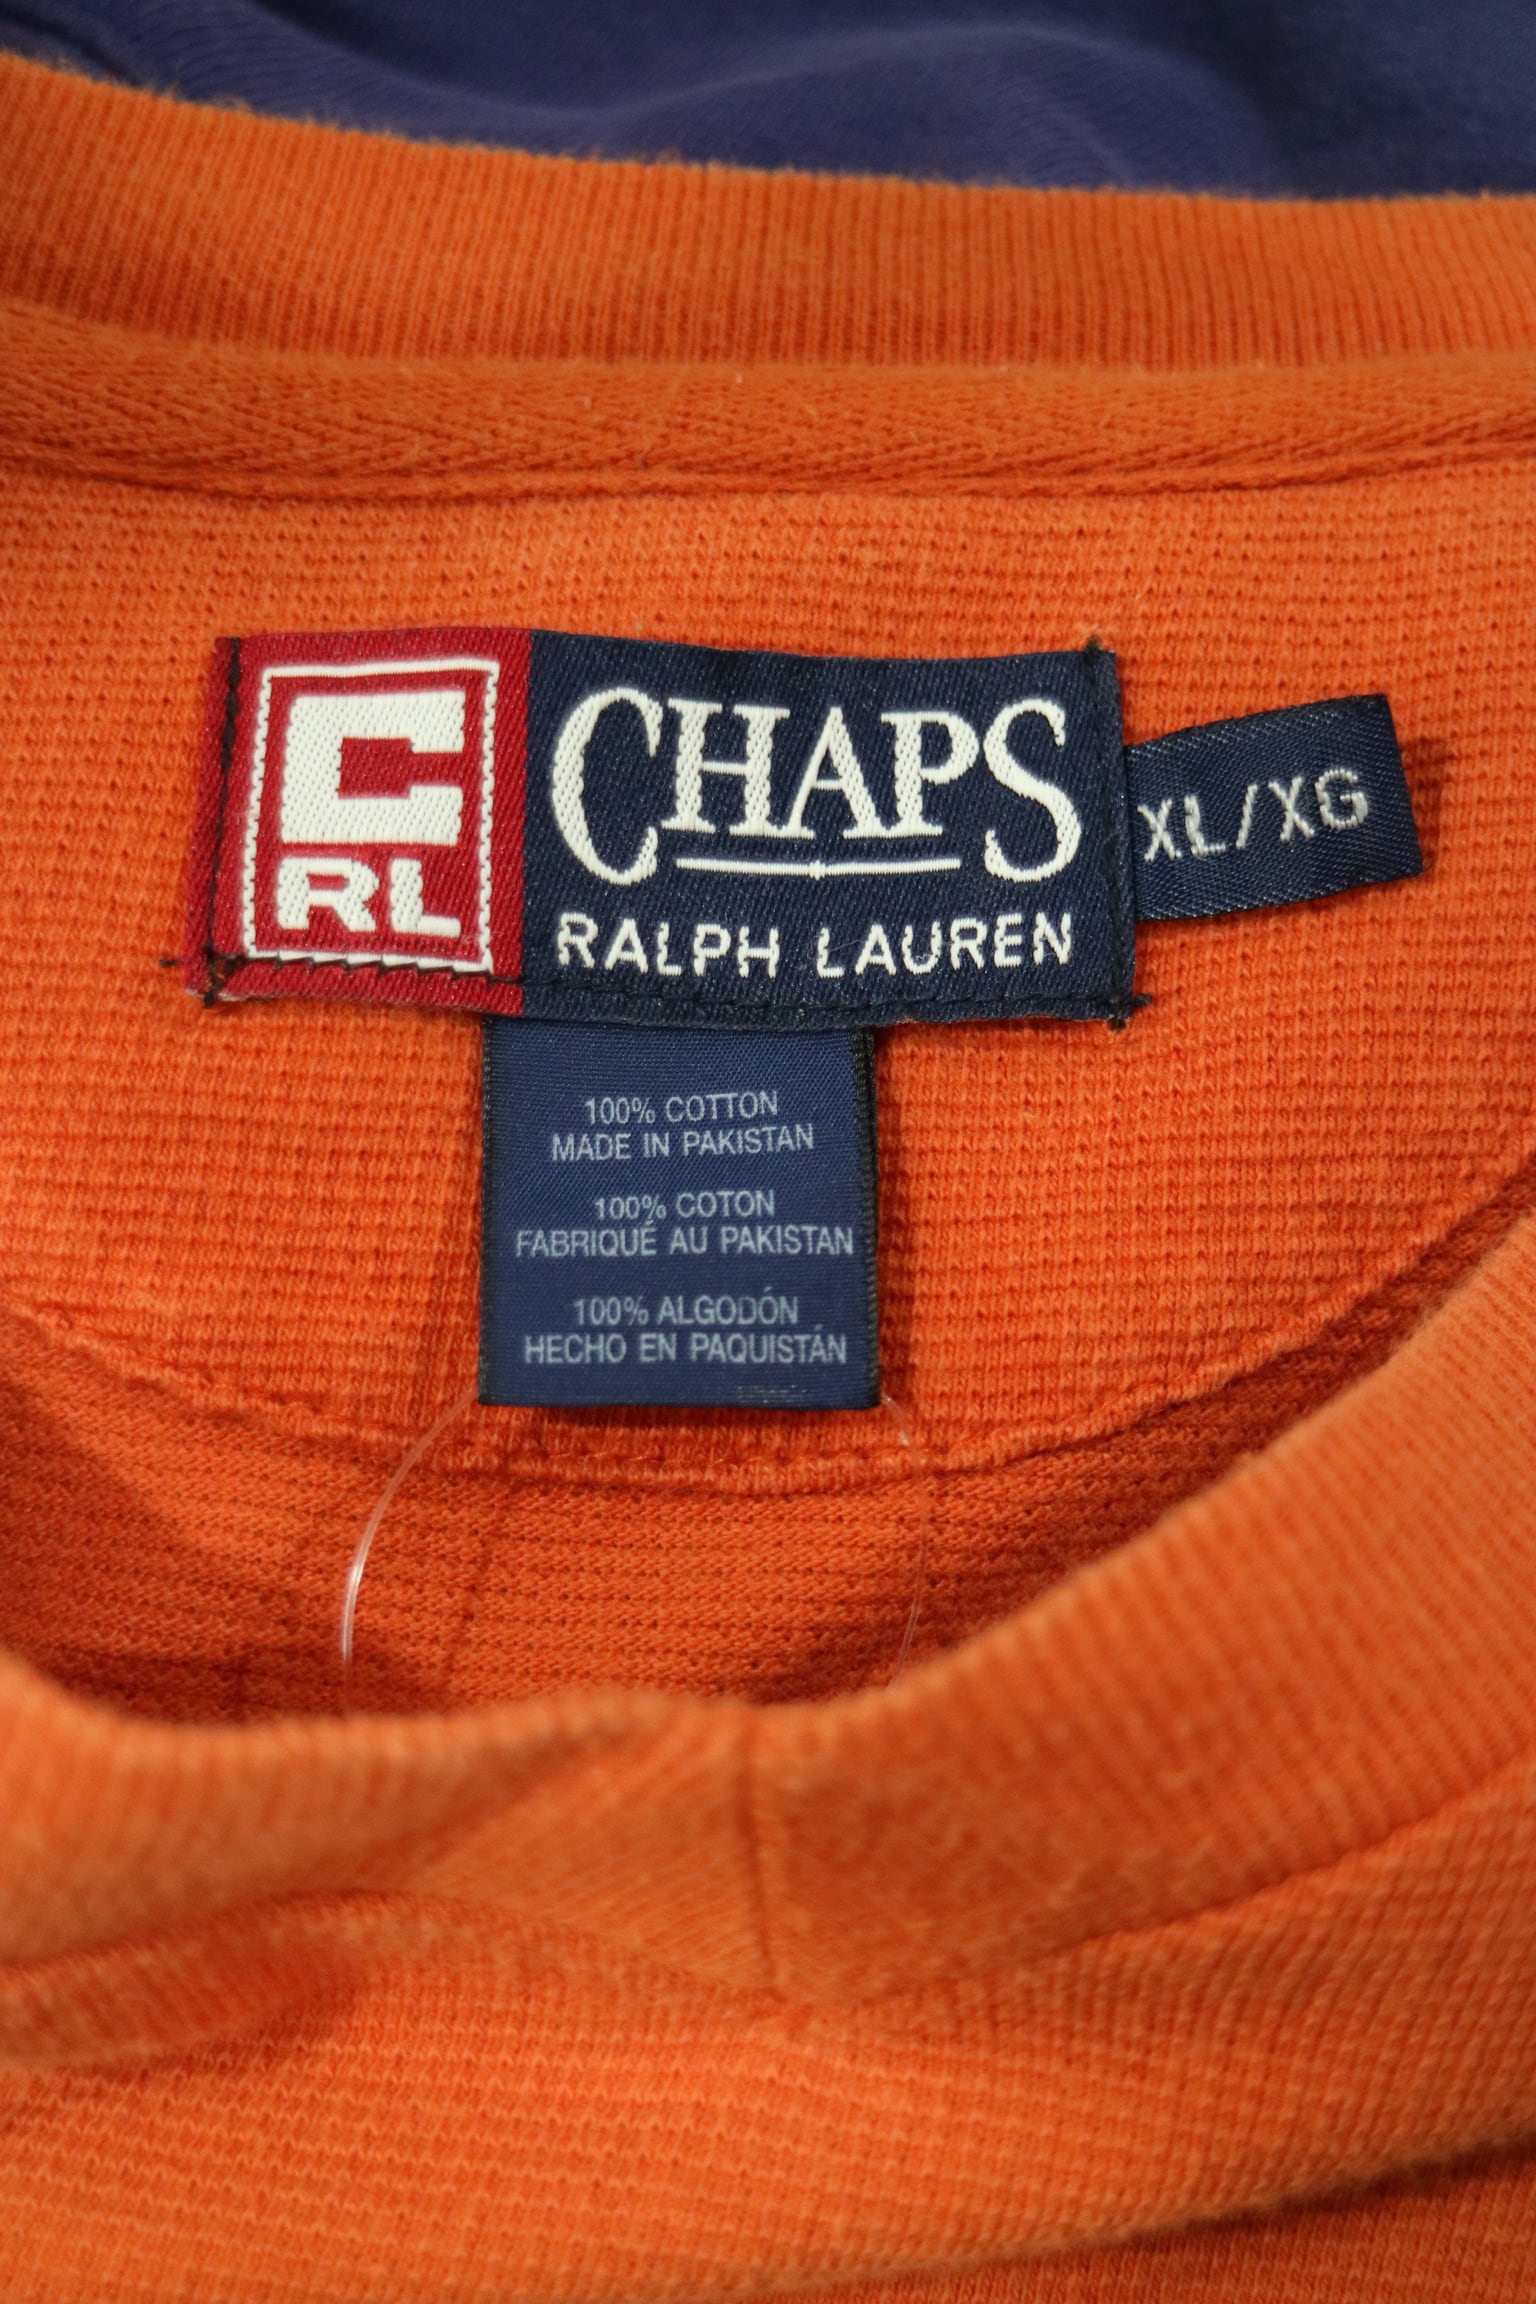 C
RL
CHAPS
RALPH LAUREN
XL/XG
100% COTTON
MADE IN PAKISTAN
100% COTON
FABRIQUÉ AU PAKISTAN
100% ALGODÓN
HECHO EN PAQUISTÁN